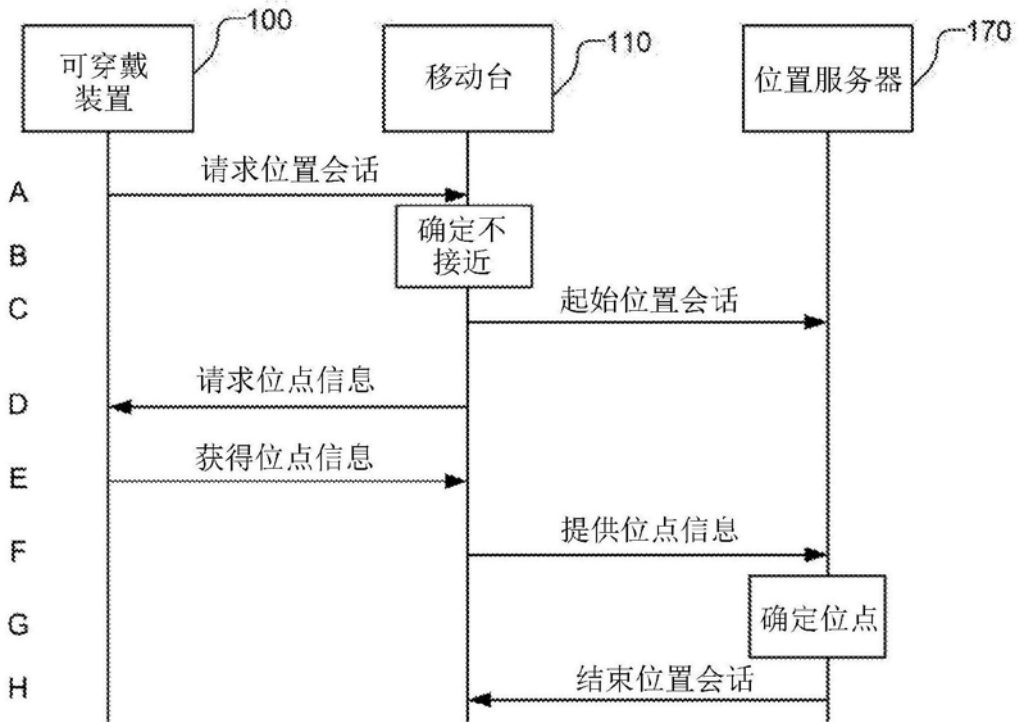 100
110
170
可穿戴
装置
移动台
位置服务器
A
请求位置会话
B
确定不
接近
C
起始位置会话
D
请求位点信息
E
获得位点信息
F
提供位点信息
G
确定位点
H
结束位置会话